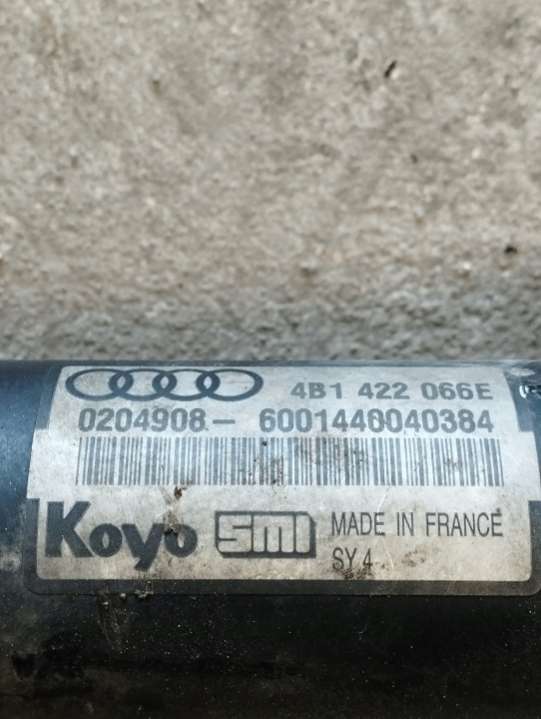 4B1 422 066E
0204908- 6001440040384
Koyo SMI MADE IN FRANCE
SY 4